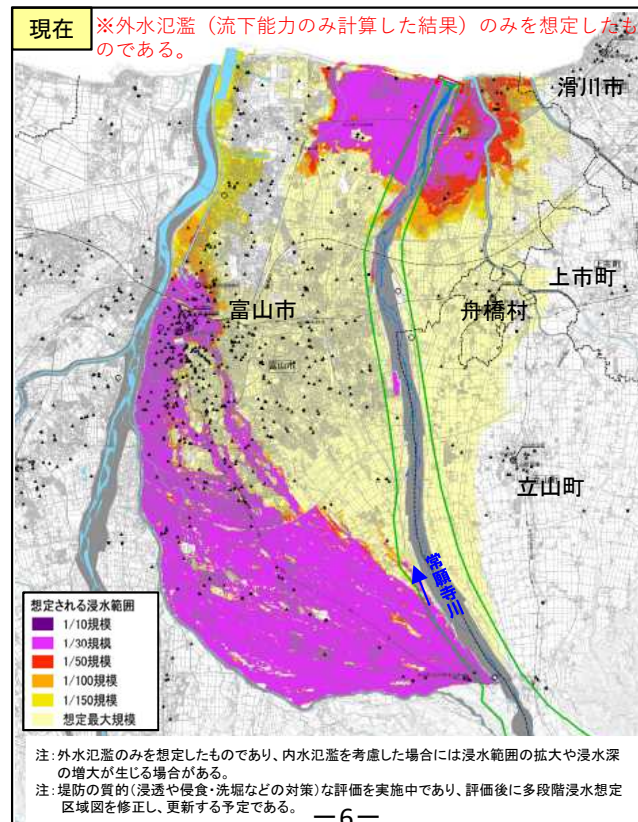 現在
※外水氾濫（流下能力のみ計算した結果）のみを想定したも
のである。
滑川市
上市町
舟橋村
富山市
富山市
立山町
常願寺川
想定される浸水範囲
1/10規模
1/30規模
1/50規模
1/100規模
1/150規模
想定最大規模
注：外水氾濫のみを想定したものであり、内水氾濫を考慮した場合には浸水範囲の拡大や浸水深
の増大が生じる場合がある。
注：堤防の質的（浸透や侵食・洗堀などの対策）な評価を実施中であり、評価後に多段階浸水想定
区域図を修正し、更新する予定である。
－6－